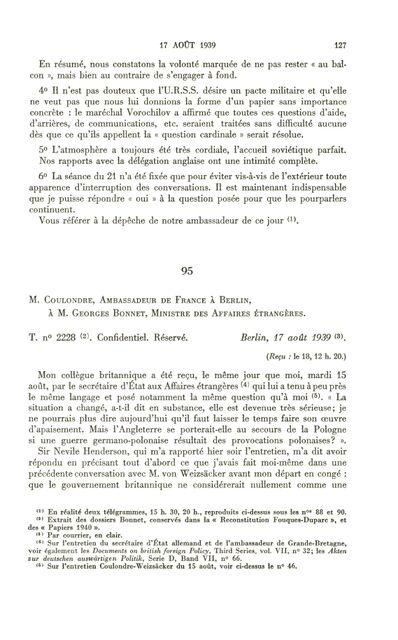 17 AOÛT 1939 127
En résumé, nous constatons la volonté marquée de ne pas rester « au bal-
con », mais bien au contraire de s'engager à fond.
4o Il n'est pas douteux que l'U.R.S.S. désire un pacte militaire et qu'elle
ne veut pas que nous lui donnions la forme d'un papier sans importance
concrète : le maréchal Vorochilov a affirmé que toutes ces questions d'aide,
d'arrières, de communications, etc. seraient traitées sans difficulté aucune
dès que ce qu'ils appellent la « question cardinale » serait résolue.
5o L'atmosphère a toujours été très cordiale, l'accueil soviétique parfait.
Nos rapports avec la délégation anglaise ont une intimité complète.
6o La séance du 21 n'a été fixée que pour éviter vis-à-vis de l'extérieur toute
apparence d'interruption des conversations. Il est maintenant indispensable
que je puisse répondre « oui » à la question posée pour que les pourparlers
continuent.
Vous référer à la dépêche de notre ambassadeur de ce jour (1).
95
M. Coulondre, Ambassadeur de France à Berlin,
à M. Georges Bonnet, Ministre des Affaires étrangères.
T. no 2228 (2). Confidentiel. Réservé. Berlin, 17 août 1939 (3).
(Reçu : le 18, 12 h. 20.)
Mon collègue britannique a été reçu, le même jour que moi, mardi 15
août, par le secrétaire d'État aux Affaires étrangères (4) qui lui a tenu à peu près
le même langage et posé notamment la même question qu'à moi (5). « La
situation a changé, a-t-il dit en substance, elle est devenue très sérieuse; je
ne pourrais plus dire aujourd'hui qu'il faut laisser le temps faire son œuvre
d'apaisement. Mais l'Angleterre se porterait-elle au secours de la Pologne
si une guerre germano-polonaise résultait des provocations polonaises? ».
Sir Nevile Henderson, qui m'a rapporté hier soir l'entretien, m'a dit avoir
répondu en précisant tout d'abord ce que j'avais fait moi-même dans une
précédente conversation avec M. von Weizsäcker avant mon départ en congé ;
que le gouvernement britannique ne considérerait nullement comme une
(1) En réalité deux télégrammes, 15 h. 30, 20 h., reproduits ci-dessus sous les nos 88 et 90.
(2) Extrait des dossiers Bonnet, conservés dans la « Reconstitution Fouques-Duparc », et
des « Papiers 1940 ».
(3) Par courrier, en clair.
(4) Sur l'entretien du secrétaire d'État allemand et de l'ambassadeur de Grande-Bretagne,
voir également les Documents on british foreign Policy, Third Series, vol. VII, no 32; les Akten
zur deutschen auswärtigen Politik, Serie D, Band VII, no 66.
(5) Sur l'entretien Coulondre-Weizsäcker du 15 août, voir ci-dessus le no 46.